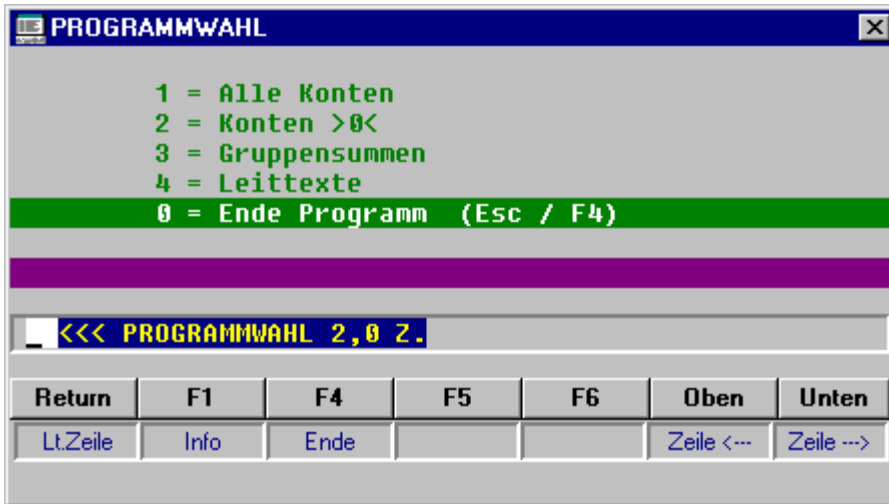 PROGRAMMWAHL
1 = Alle Konten
2 = Konten >0<
3 = Gruppensummen
4 = Leittexte
0 = Ende Programm (Esc / F4)
_ <<< PROGRAMMWAHL 2,0 Z.
Return F1 F4 F5 F6 Oben Unten
Lt.Zeile Info Ende Zeile <--- Zeile --->